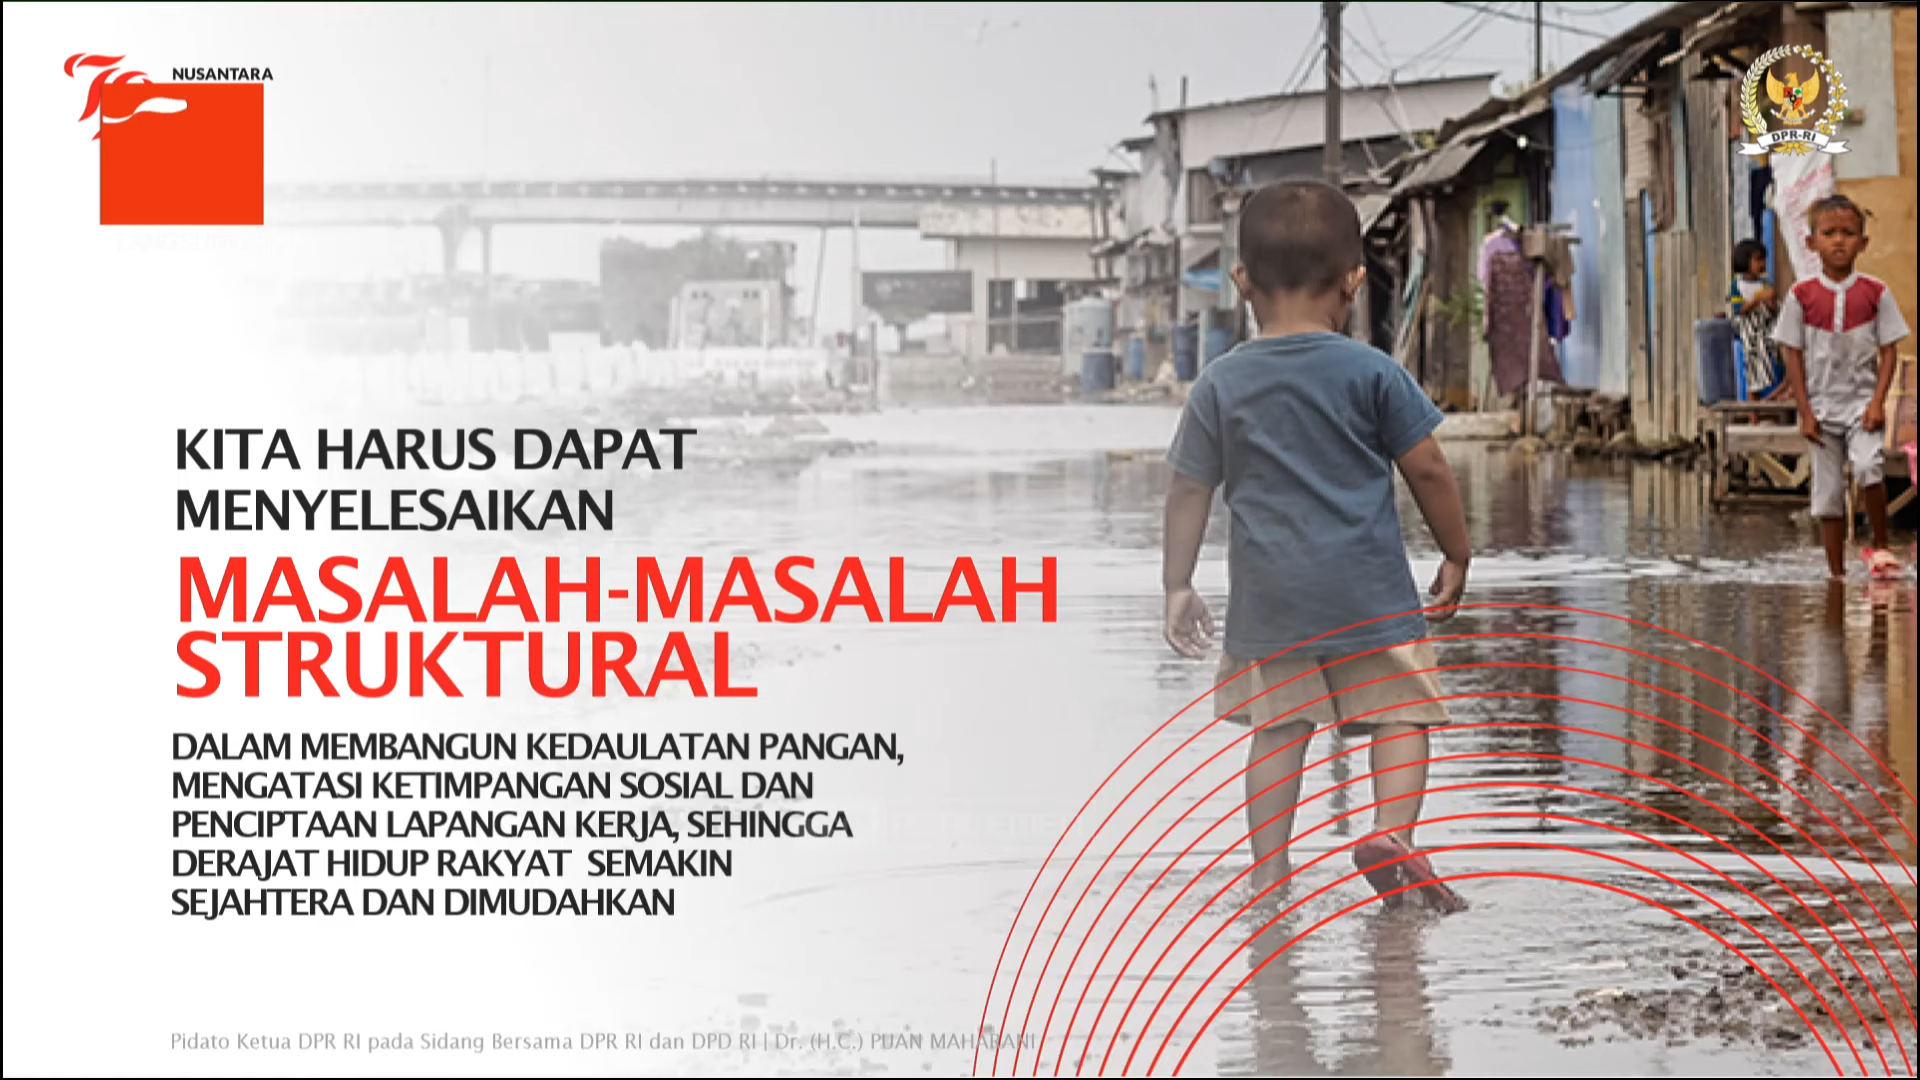 NUSANTARA
DPR-RI
KITA HARUS DAPAT
MENYELESAIKAN
MASALAH-MASALAH
STRUKTURAL
DALAM MEMBANGUN KEDAULATAN PANGAN,
MENGATASI KETIMPANGAN SOSIAL DAN
PENCIPTAAN LAPANGAN KERJA, SEHINGGA
DERAJAT HIDUP RAKYAT SEMAKIN
SEJAHTERA DAN DIMUDAHKAN
Pidato Ketua DPR RI pada Sidang Bersama DPR RI dan DPD RI | Dr. (H.C.) PUAN MAHARANI